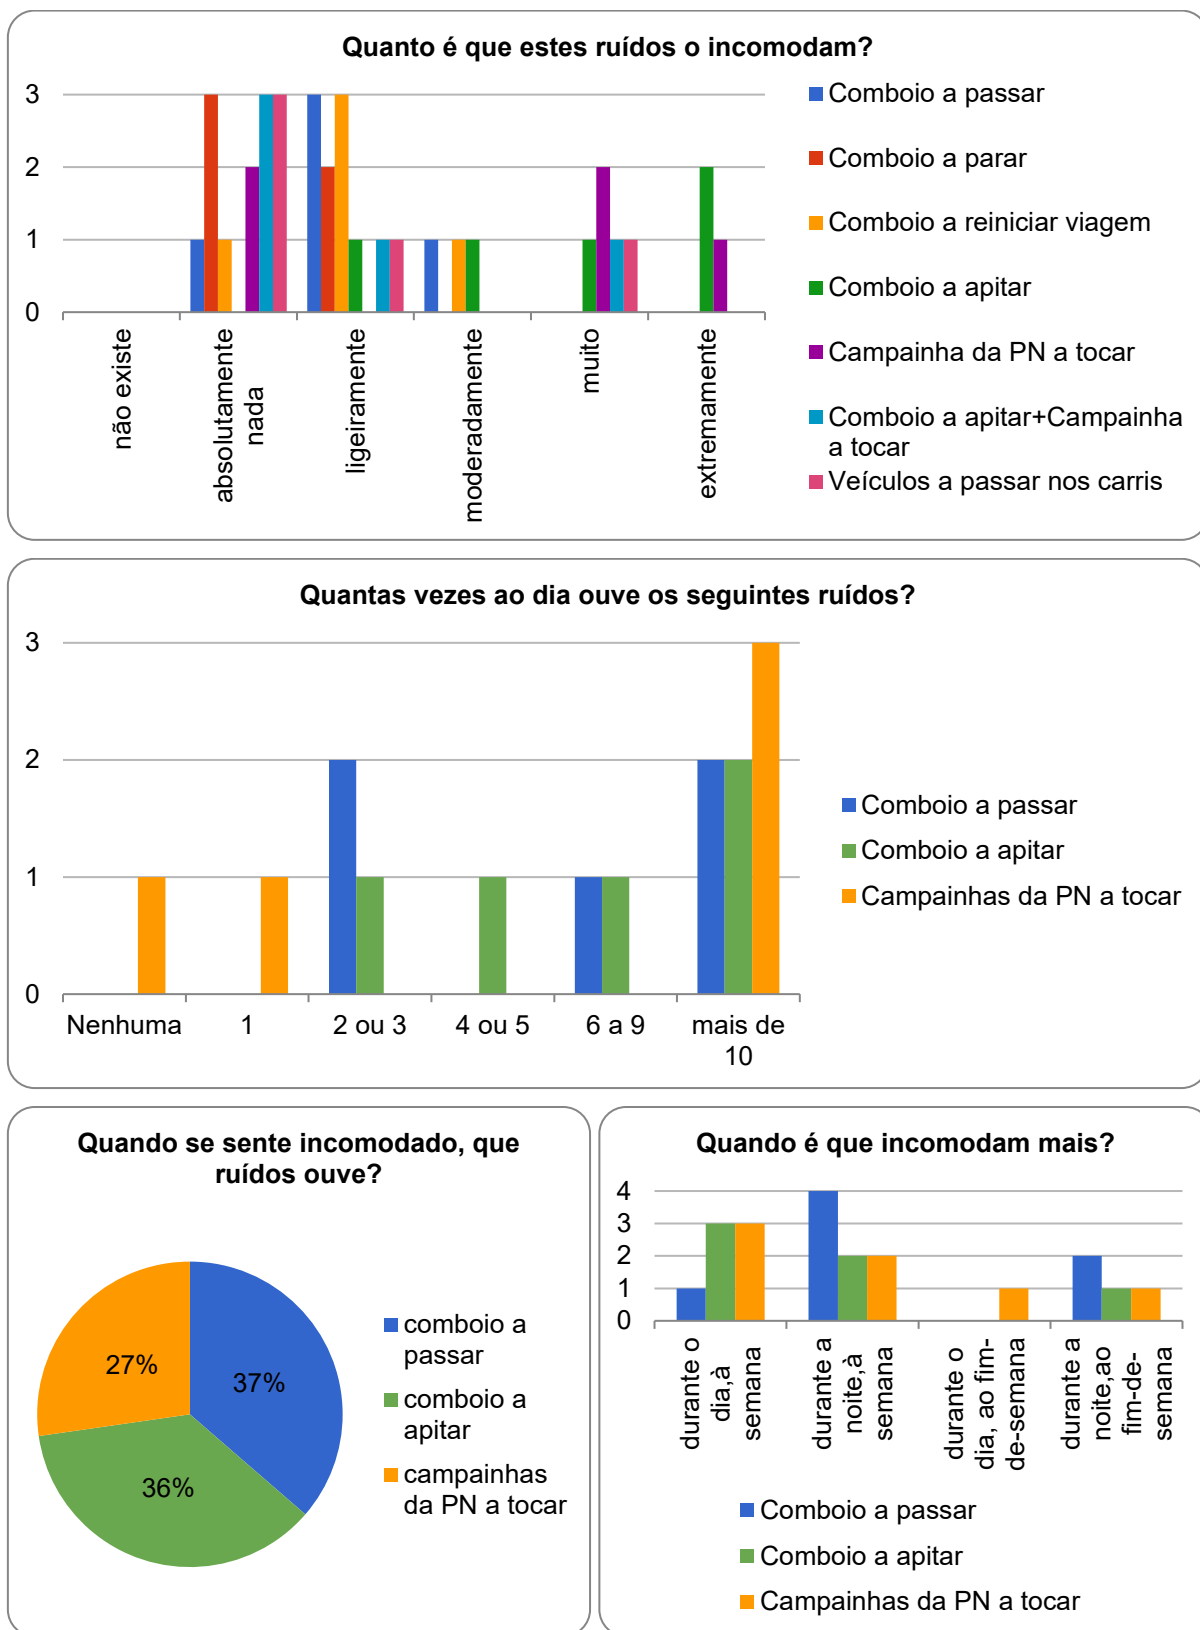 Quanto é que estes ruídos o incomodam?
3
2
1
0
não existe
absolutamente
nada
ligeiramente
moderadamente
muito
extremamente
Comboio a passar
Comboio a parar
Comboio a reiniciar viagem
Comboio a apitar
Campainha da PN a tocar
Comboio a apitar+Campainha
a tocar
Veículos a passar nos carris
Quantas vezes ao dia ouve os seguintes ruídos?
3
2
1
0
Nenhuma
1
2 ou 3
4 ou 5
6 a 9
mais de
10
Comboio a passar
Comboio a apitar
Campainhas da PN a tocar
Quando se sente incomodado, que
ruídos ouve?
27%
37%
36%
comboio a
passar
comboio a
apitar
campainhas
da PN a tocar
Quando é que incomodam mais?
4
3
2
1
0
durante o
dia,à
semana
durante a
noite,à
semana
durante o
dia, ao fim-
de-semana
durante a
noite,ao
fim-de-
semana
Comboio a passar
Comboio a apitar
Campainhas da PN a tocar